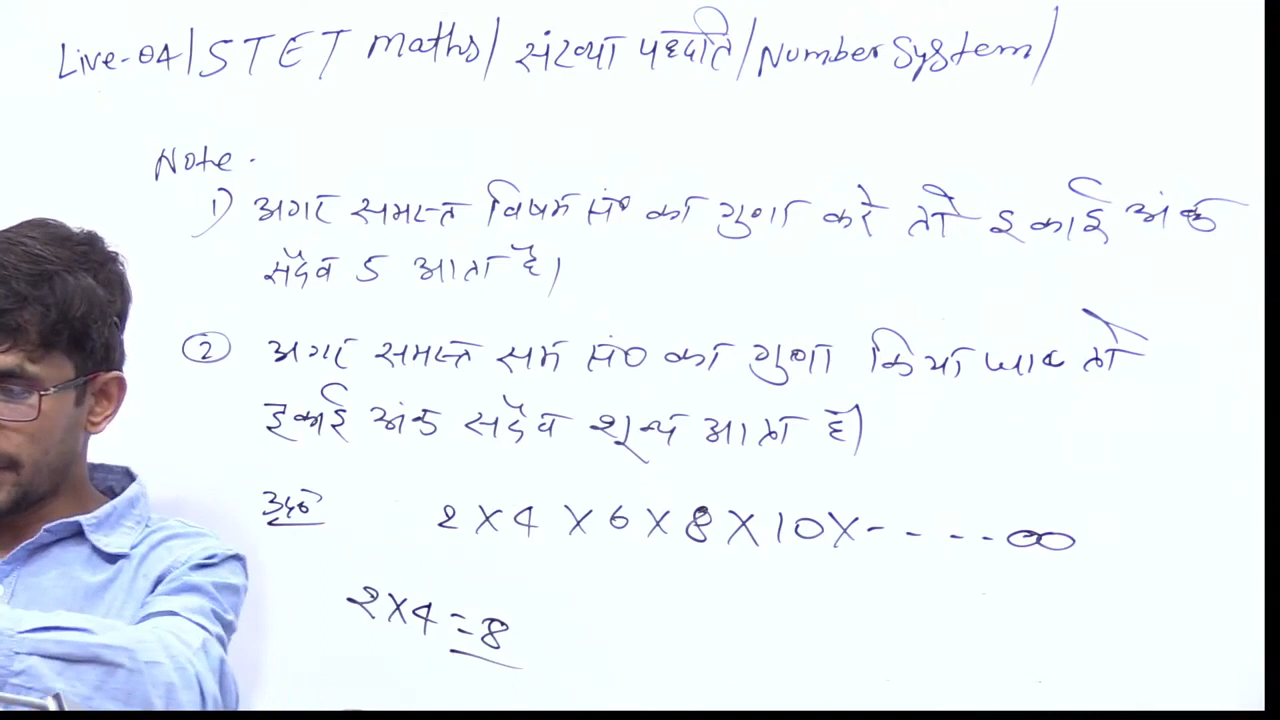 Live-04/STET maths/ संख्या पद्धति/Number System/
Note.
1) अगर समस्त विषम सं० का गुणा करे तो इकाई अंक
सदैव 5 आता है।
2 अगर समस्त सम सं० का गुणा किया जाए तो
इकाई अंक सदैव शून्य आता है।
उदा०
2 X 4 X 6 X 8 X 10 X - - - - - ∞
2 X 4 = 8